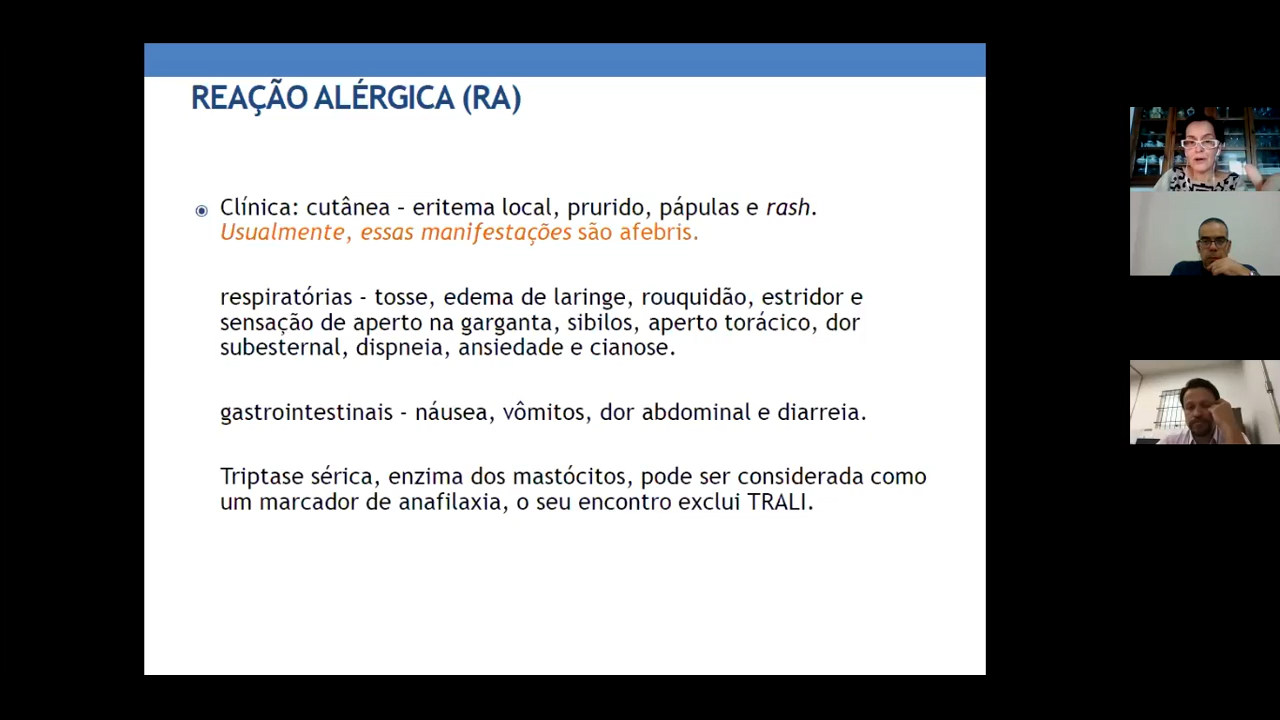 REAÇÃO ALÉRGICA (RA)
Clínica: cutânea – eritema local, prurido, pápulas e rash.
Usualmente, essas manifestações são afebris.
respiratórias - tosse, edema de laringe, rouquidão, estridor e
sensação de aperto na garganta, sibilos, aperto torácico, dor
subesternal, dispneia, ansiedade e cianose.
gastrointestinais - náusea, vômitos, dor abdominal e diarreia.
Triptase sérica, enzima dos mastócitos, pode ser considerada como
um marcador de anafilaxia, o seu encontro exclui TRALI.